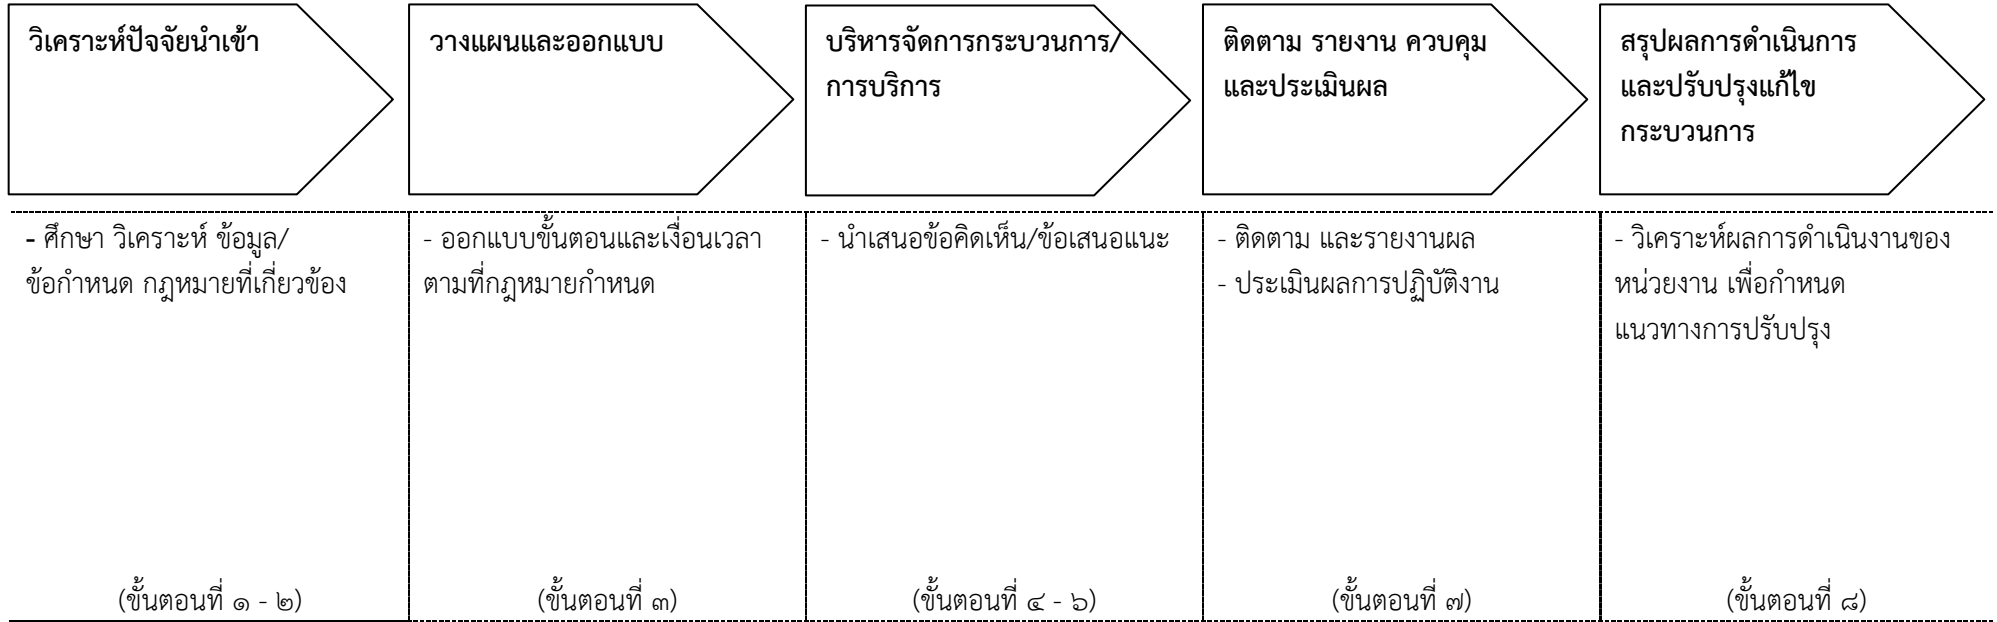 วิเคราะห์ปัจจัยนำเข้า
วางแผนและออกแบบ
บริหารจัดการกระบวนการ/
การบริการ
ติดตาม รายงาน ควบคุม
และประเมินผล
สรุปผลการดำเนินการ
และปรับปรุงแก้ไข
กระบวนการ
- ศึกษา วิเคราะห์ ข้อมูล/
ข้อกำหนด กฎหมายที่เกี่ยวข้อง
(ขั้นตอนที่ ๑ - ๒)
- ออกแบบขั้นตอนและเงื่อนเวลา
ตามที่กฎหมายกำหนด
(ขั้นตอนที่ ๓)
- นำเสนอข้อคิดเห็น/ข้อเสนอแนะ
(ขั้นตอนที่ ๔ - ๖)
- ติดตาม และรายงานผล
- ประเมินผลการปฏิบัติงาน
(ขั้นตอนที่ ๗)
- วิเคราะห์ผลการดำเนินงานของ
หน่วยงาน เพื่อกำหนด
แนวทางการปรับปรุง
(ขั้นตอนที่ ๘)